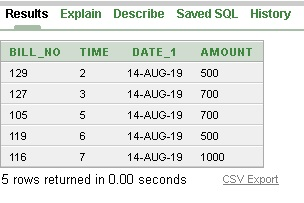 Results Explain Describe Saved SQL History
BILL_NO TIME DATE_1 AMOUNT
129 2 14-AUG-19 500
127 3 14-AUG-19 700
105 5 14-AUG-19 700
119 6 14-AUG-19 500
116 7 14-AUG-19 1000
5 rows returned in 0.00 seconds CSV Export